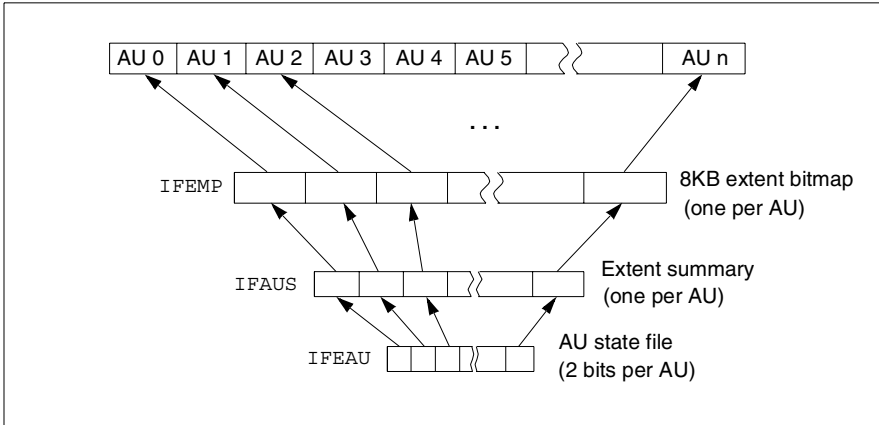 AU 0 AU 1 AU 2 AU 3 AU 4 AU 5 AU n
. . .
IFEMP
8KB extent bitmap
(one per AU)
IFAUS
Extent summary
(one per AU)
IFEAU
AU state file
(2 bits per AU)